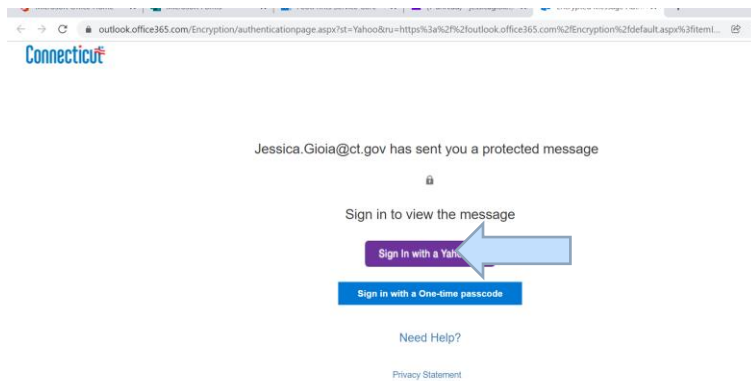 outlook.office365.com/Encryption/authenticationpage.aspx?st=Yahoo&ru=https%3a%2f%2foutlook.office365.com%2fEncryption%2fdefault.aspx%3fiteml...
Connecticut
Jessica.Gioia@ct.gov has sent you a protected message
Sign in to view the message
Sign In with a
Sign in with a One-time passcode
Need Help?
Privacy Statement